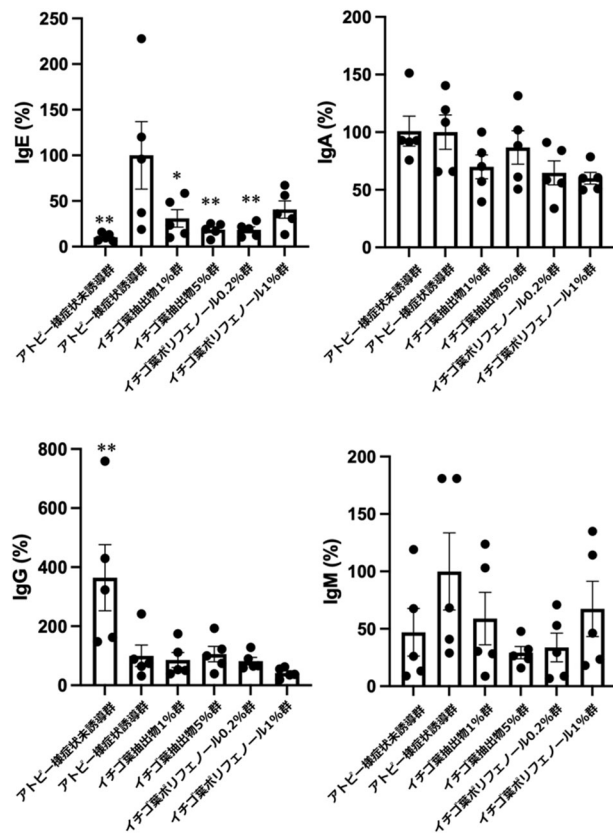 IgE (%)
250
200
150
100
50
0
**
*
**
**
アトピー様症状未誘導群
アトピー様症状誘導群
イチゴ葉抽出物1%群
イチゴ葉抽出物5%群
イチゴ葉ポリフェノール0.2%群
イチゴ葉ポリフェノール1%群
IgA (%)
200
150
100
50
0
アトピー様症状未誘導群
アトピー様症状誘導群
イチゴ葉抽出物1%群
イチゴ葉抽出物5%群
イチゴ葉ポリフェノール0.2%群
イチゴ葉ポリフェノール1%群
IgG (%)
800
600
400
200
0
**
アトピー様症状未誘導群
アトピー様症状誘導群
イチゴ葉抽出物1%群
イチゴ葉抽出物5%群
イチゴ葉ポリフェノール0.2%群
イチゴ葉ポリフェノール1%群
IgM (%)
200
150
100
50
0
アトピー様症状未誘導群
アトピー様症状誘導群
イチゴ葉抽出物1%群
イチゴ葉抽出物5%群
イチゴ葉ポリフェノール0.2%群
イチゴ葉ポリフェノール1%群